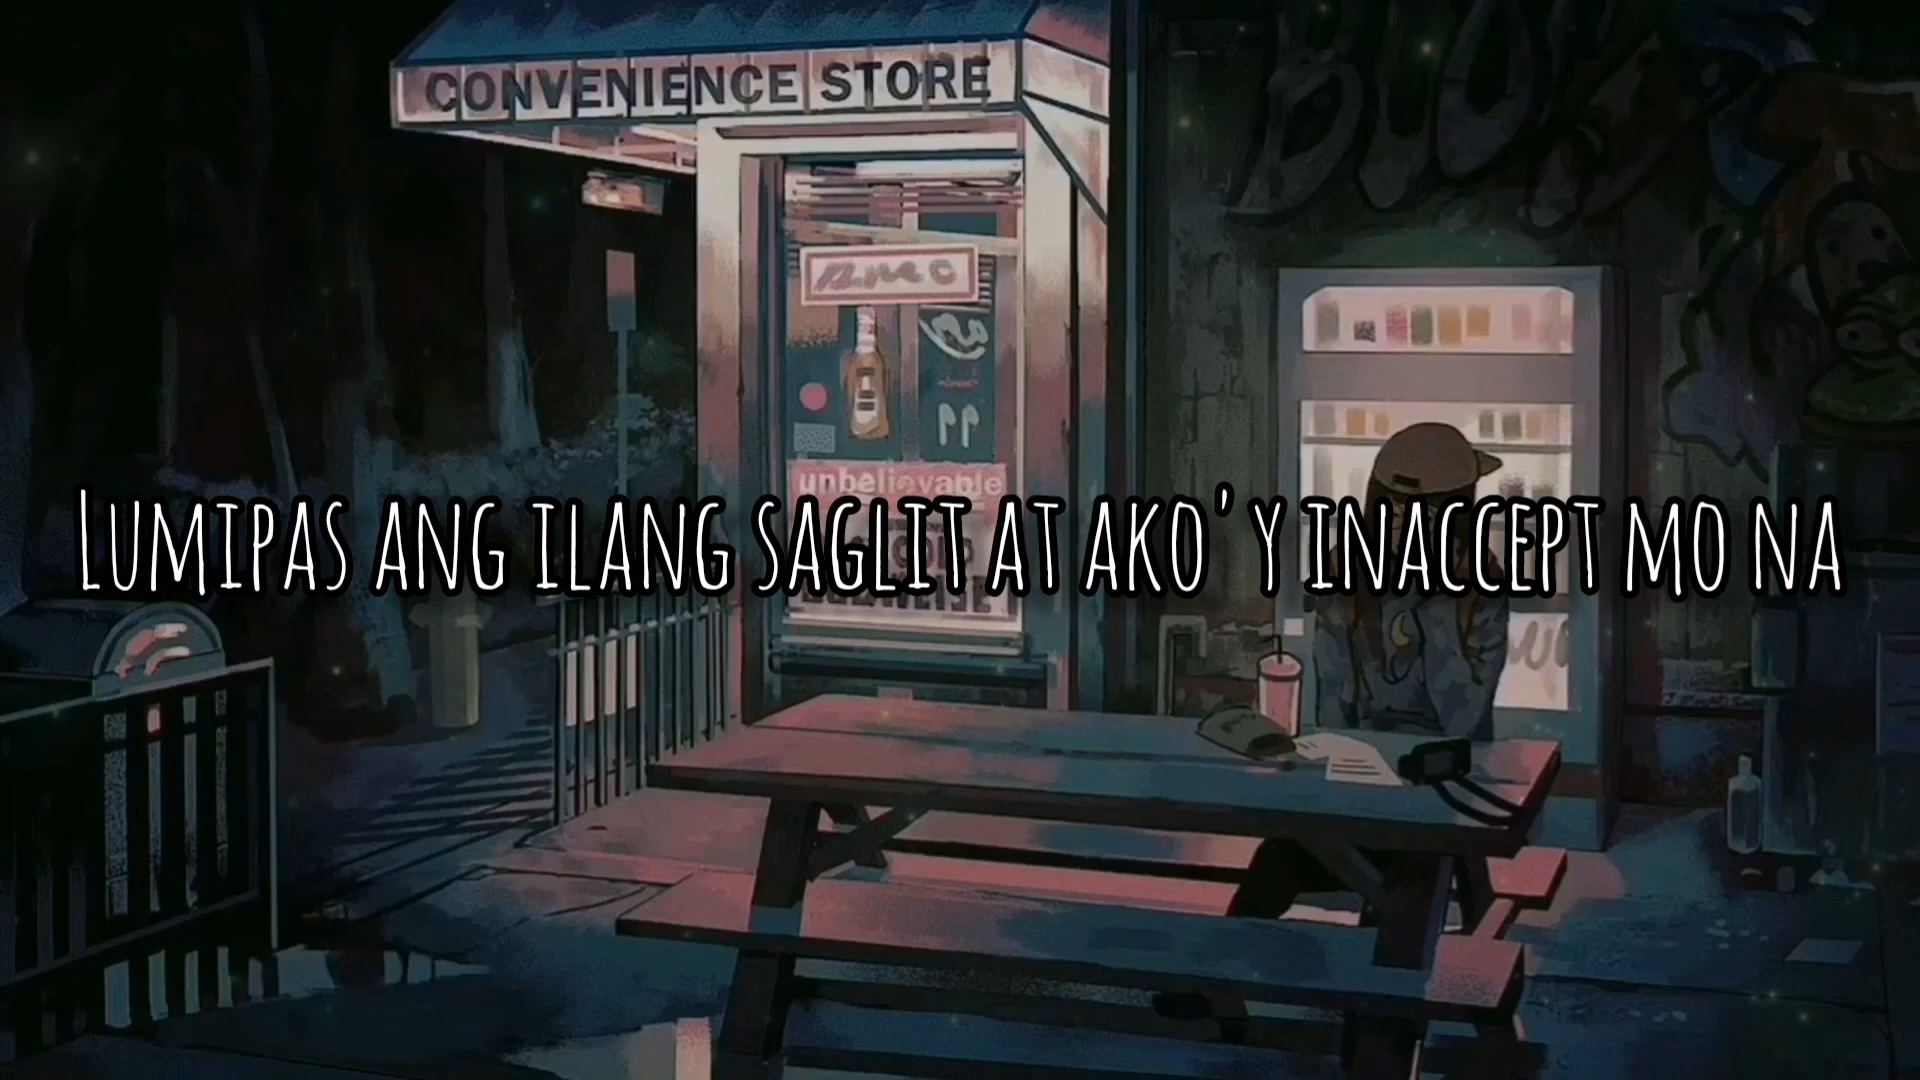 CONVENIENCE STORE
unbelievable
Lumipas ang ilang saglit at ako'y inaccept mo na